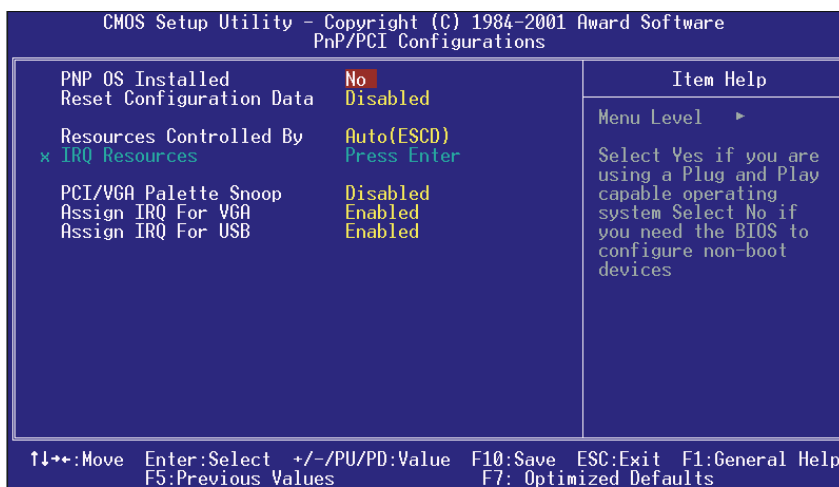 CMOS Setup Utility – Copyright (C) 1984–2001 Award Software
PnP/PCI Configurations
PNP OS Installed No
Reset Configuration Data Disabled
Resources Controlled By Auto(ESCD)
x IRQ Resources Press Enter
PCI/VGA Palette Snoop Disabled
Assign IRQ For VGA Enabled
Assign IRQ For USB Enabled
Item Help
Menu Level ►
Select Yes if you are
using a Plug and Play
capable operating
system Select No if
you need the BIOS to
configure non-boot
devices
↑↓→←:Move Enter:Select +/-/PU/PD:Value F10:Save ESC:Exit F1:General Help
F5:Previous Values F7: Optimized Defaults